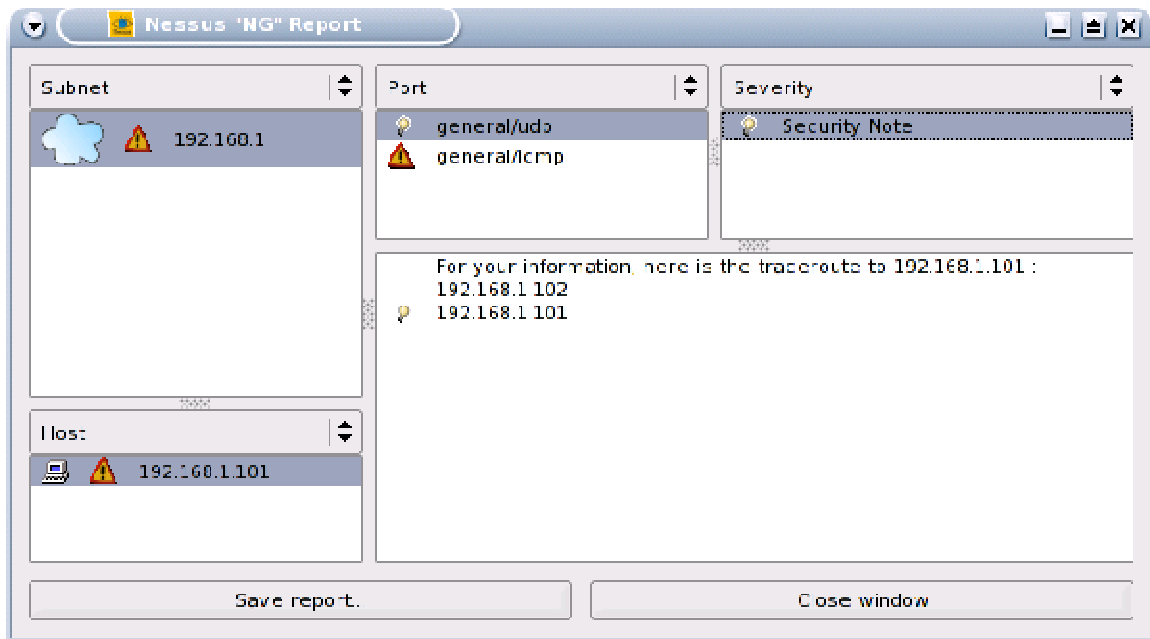 Nessus "NG" Report
Subnet
192.168.1
Port
general/udp
general/icmp
Severity
Security Note
For your information, here is the traceroute to 192.168.1.101 :
192.168.1.102
192.168.1.101
Host
192.168.1.101
Save report..
Close window